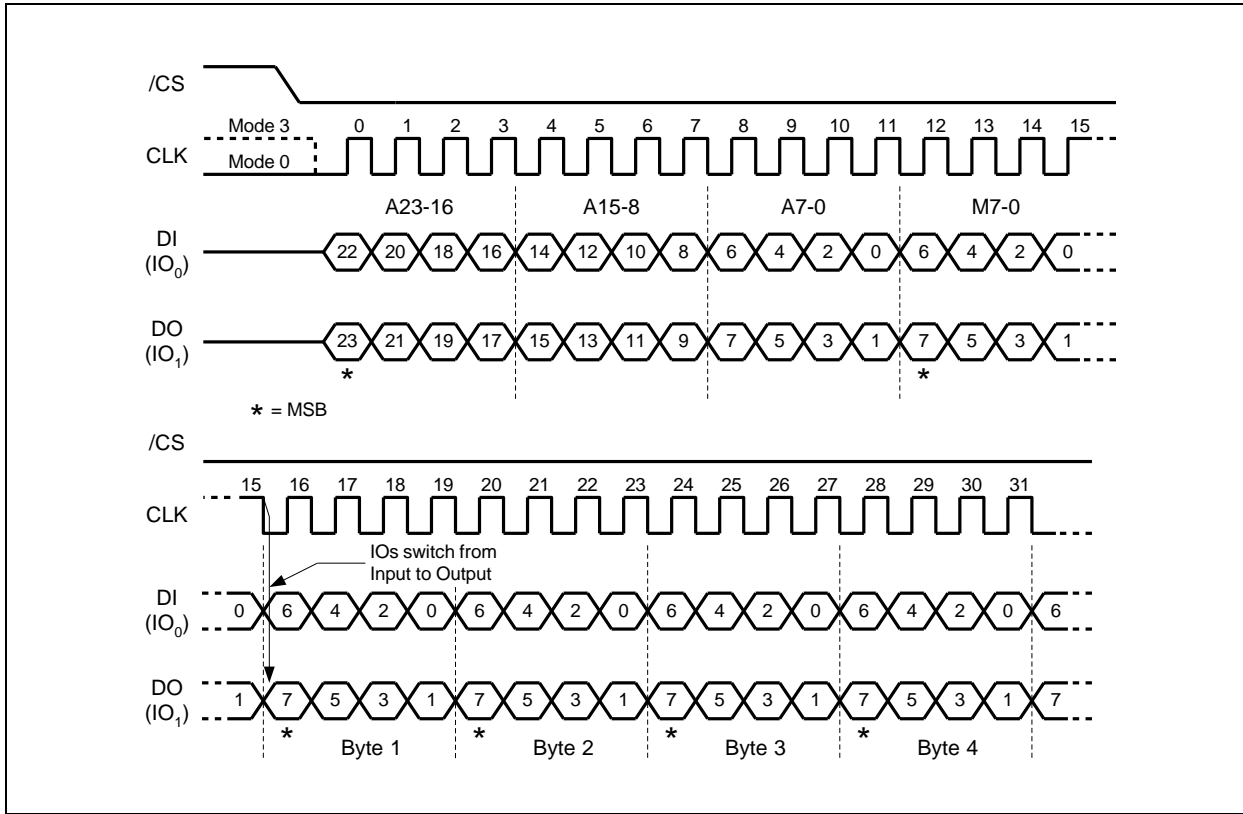 /CS
Mode 3 0 1 2 3 4 5 6 7 8 9 10 11 12 13 14 15
CLK
Mode 0
A23-16 A15-8 A7-0 M7-0
DI
(IO0)
22 20 18 16 14 12 10 8 6 4 2 0 6 4 2 0
DO
(IO1)
23 21 19 17 15 13 11 9 7 5 3 1 7 5 3 1
* *
* = MSB
/CS
15 16 17 18 19 20 21 22 23 24 25 26 27 28 29 30 31
CLK
IOs switch from
Input to Output
DI
(IO0)
0 6 4 2 0 6 4 2 0 6 4 2 0 6 4 2 0 6
DO
(IO1)
1 7 5 3 1 7 5 3 1 7 5 3 1 7 5 3 1 7
* * * *
Byte 1 Byte 2 Byte 3 Byte 4